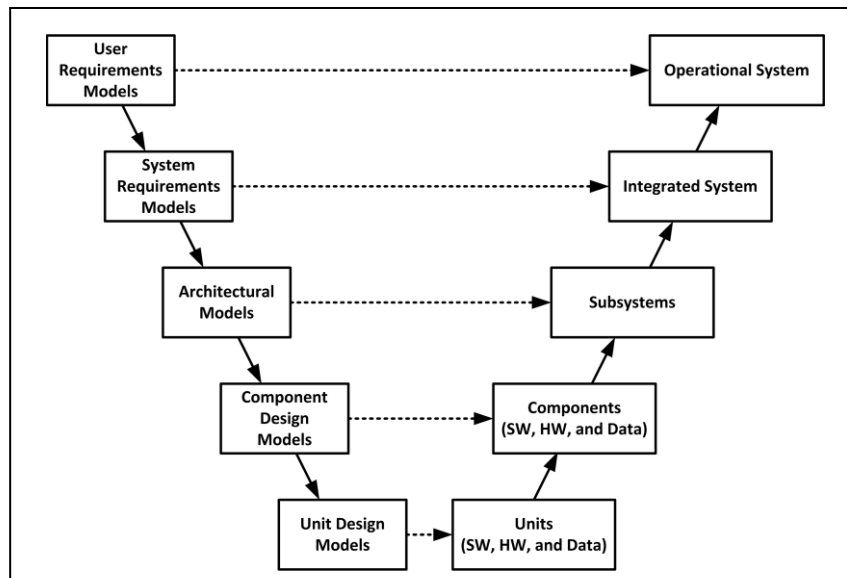 User
Requirements
Models
Operational System
System
Requirements
Models
Integrated System
Architectural
Models
Subsystems
Component
Design
Models
Components
(SW, HW, and Data)
Unit Design
Models
Units
(SW, HW, and Data)